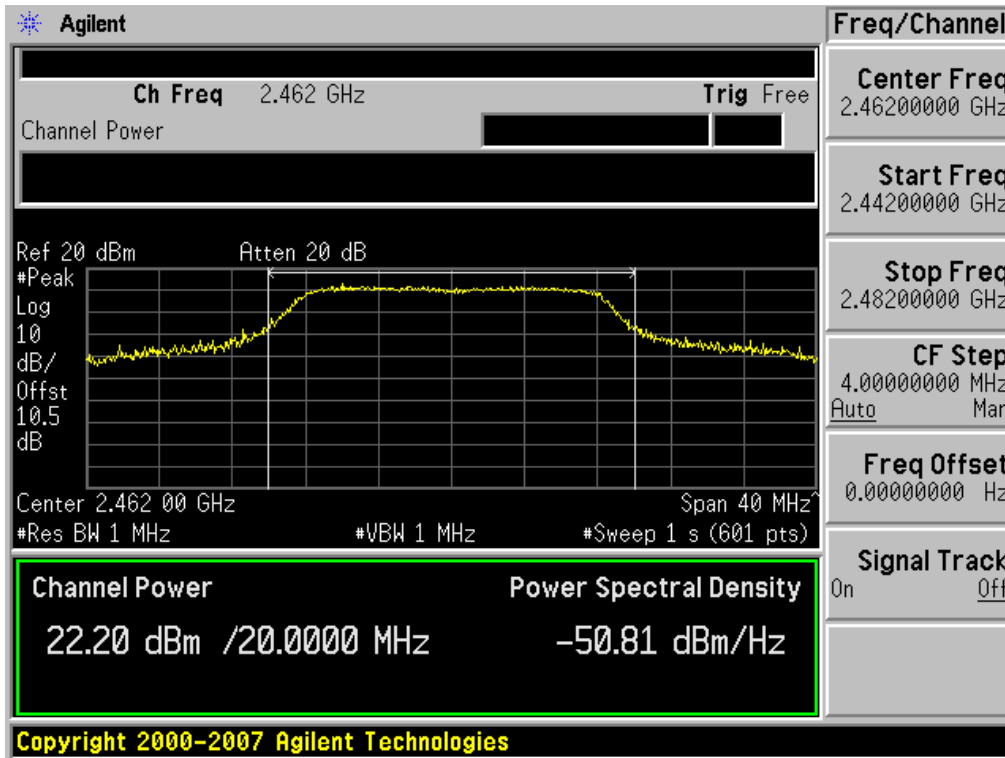 Agilent
Freq/Channel
Ch Freq 2.462 GHz Trig Free
Channel Power
Ref 20 dBm Atten 20 dB
#Peak
Log
10
dB/
Offst
10.5
dB
Center 2.462 00 GHz Span 40 MHz^
#Res BW 1 MHz #VBW 1 MHz #Sweep 1 s (601 pts)
Channel Power Power Spectral Density
22.20 dBm /20.0000 MHz -50.81 dBm/Hz
Copyright 2000-2007 Agilent Technologies
Center Freq
2.46200000 GHz
Start Freq
2.44200000 GHz
Stop Freq
2.48200000 GHz
CF Step
4.00000000 MHz
Auto Man
Freq Offset
0.00000000 Hz
Signal Track
On Off